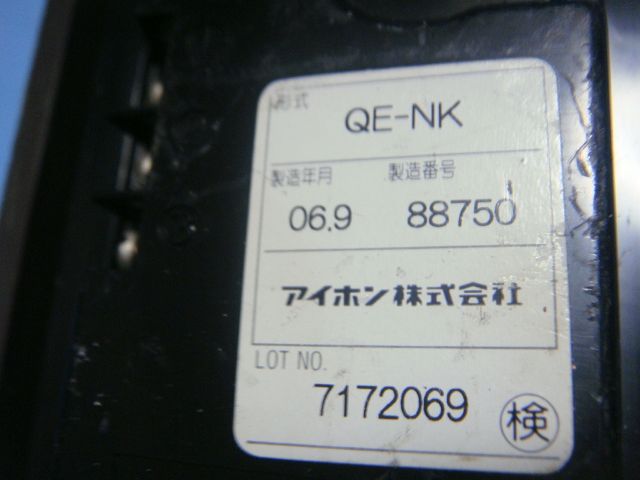 形式 QE-NK
製造年月 製造番号
06.9 88750
アイホン株式会社
LOT NO.
7172069 検